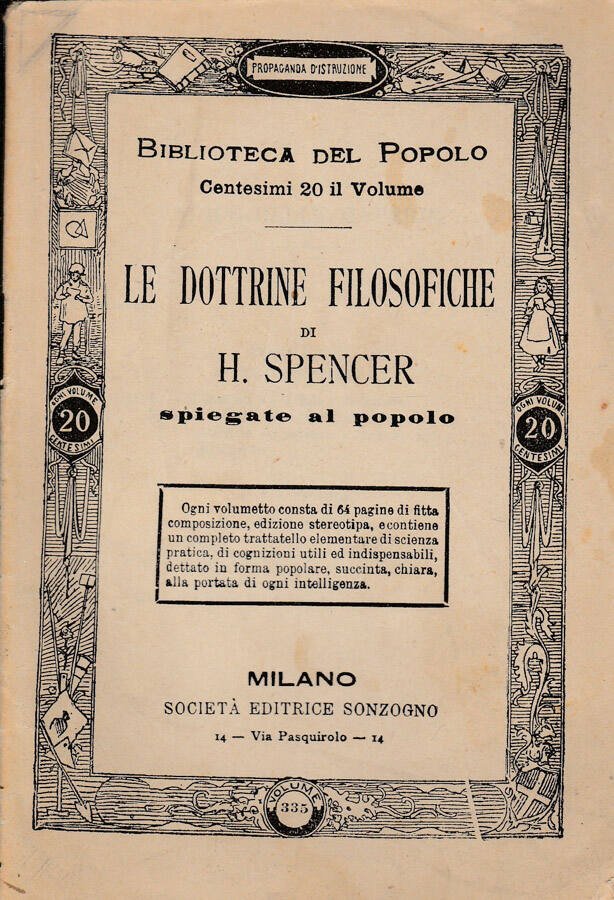 PROPAGANDA D'ISTRUZIONE
BIBLIOTECA DEL POPOLO
Centesimi 20 il Volume
LE DOTTRINE FILOSOFICHE
DI
H. SPENCER
spiegate al popolo
OGNI VOLUME
20
CENTESIMI
OGNI VOLUME
20
CENTESIMI
Ogni volumetto consta di 64 pagine di fitta
composizione, edizione stereotipa, e contiene
un completo trattatello elementare di scienza
pratica, di cognizioni utili ed indispensabili,
dettato in forma popolare, succinta, chiara,
alla portata di ogni intelligenza.
MILANO
SOCIETÀ EDITRICE SONZOGNO
14 — Via Pasquirolo — 14
VOLUME
335